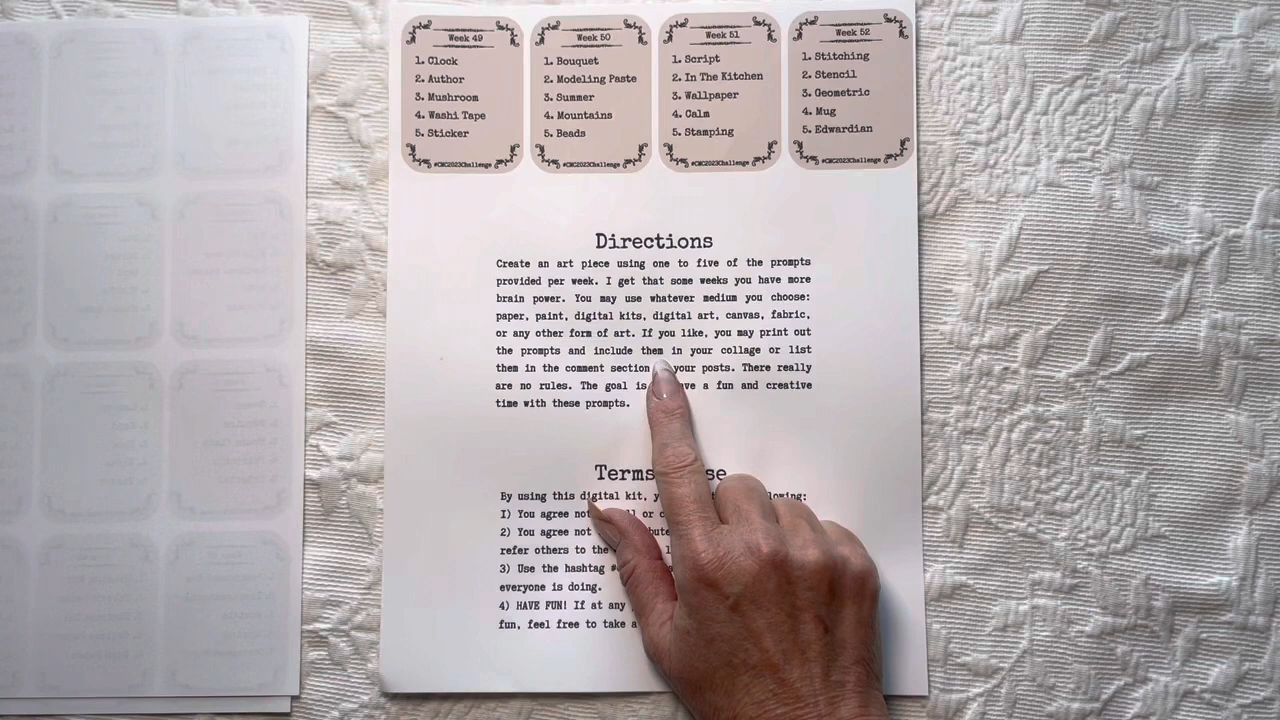 Week 49
1. Clock
2. Author
3. Mushroom
4. Washi Tape
5. Sticker
#CMC2023Challenge
Week 50
1. Bouquet
2. Modeling Paste
3. Summer
4. Mountains
5. Beads
#CMC2023Challenge
Week 51
1. Script
2. In The Kitchen
3. Wallpaper
4. Calm
5. Stamping
#CMC2023Challenge
Week 52
1. Stitching
2. Stencil
3. Geometric
4. Mug
5. Edwardian
#CMC2023Challenge
Directions
Create an art piece using one to five of the prompts
provided per week. I get that some weeks you have more
brain power. You may use whatever medium you choose:
paper, paint, digital kits, digital art, canvas, fabric,
or any other form of art. If you like, you may print out
the prompts and include them in your collage or list
them in the comment section your posts. There really
are no rules. The goal is a fun and creative
time with these prompts.
Terms
By using this digital kit,
1) You agree not or
2) You agree not
refer others to the
3) Use the hashtag
everyone is doing.
4) HAVE FUN! If at any
fun, feel free to take a